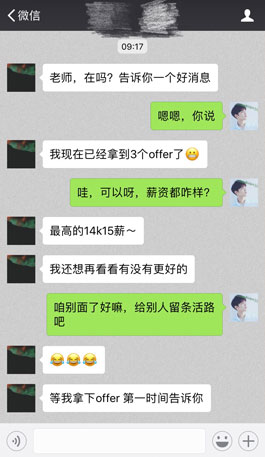 微信
09:17
老师，在吗？告诉你一个好消息
嗯嗯，你说
我现在已经拿到3个offer了😬
哇，可以呀，薪资都咋样？
最高的14k15薪～
我还想再看看有没有更好的
咱别面了好嘛，给别人留条活路
吧
😂😂😂
等我拿下offer 第一时间告诉你